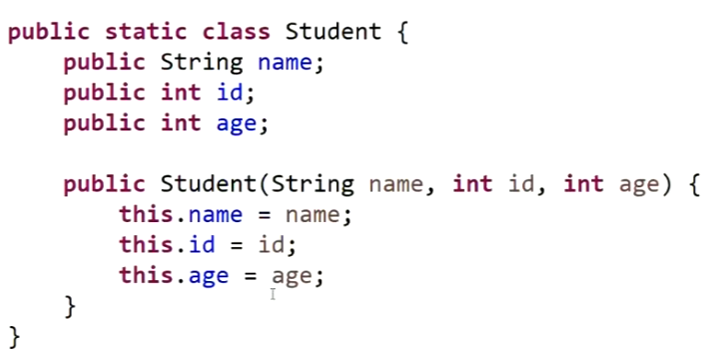 public static class Student {
    public String name;
    public int id;
    public int age;

    public Student(String name, int id, int age) {
        this.name = name;
        this.id = id;
        this.age = age;
    }
}